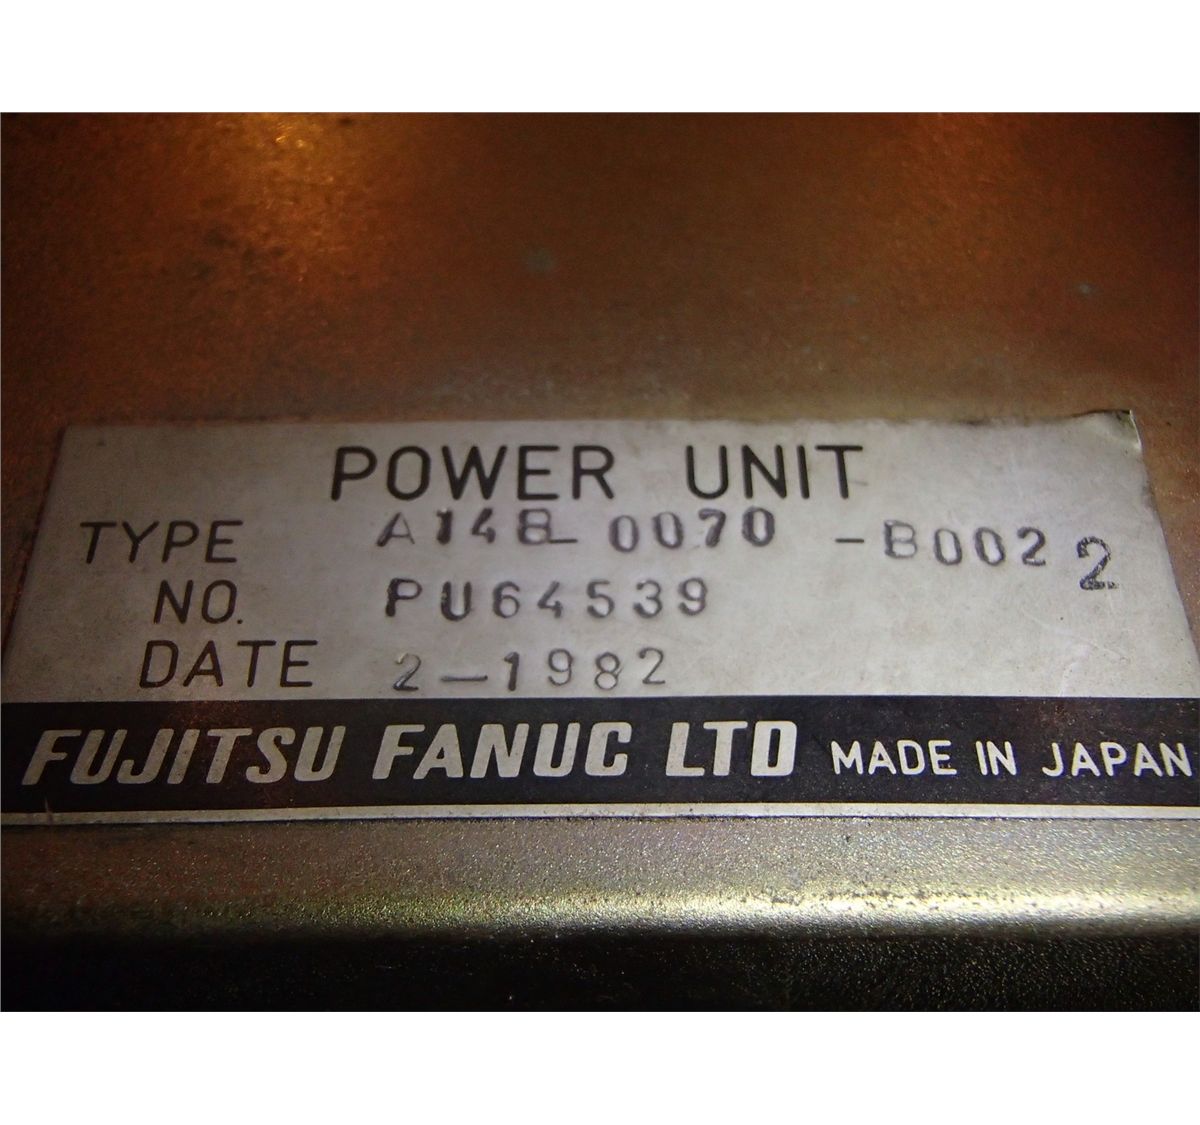 POWER UNIT
TYPE A14B-0070-B002 2
NO. PU64539
DATE 2-1982
FUJITSU FANUC LTD MADE IN JAPAN